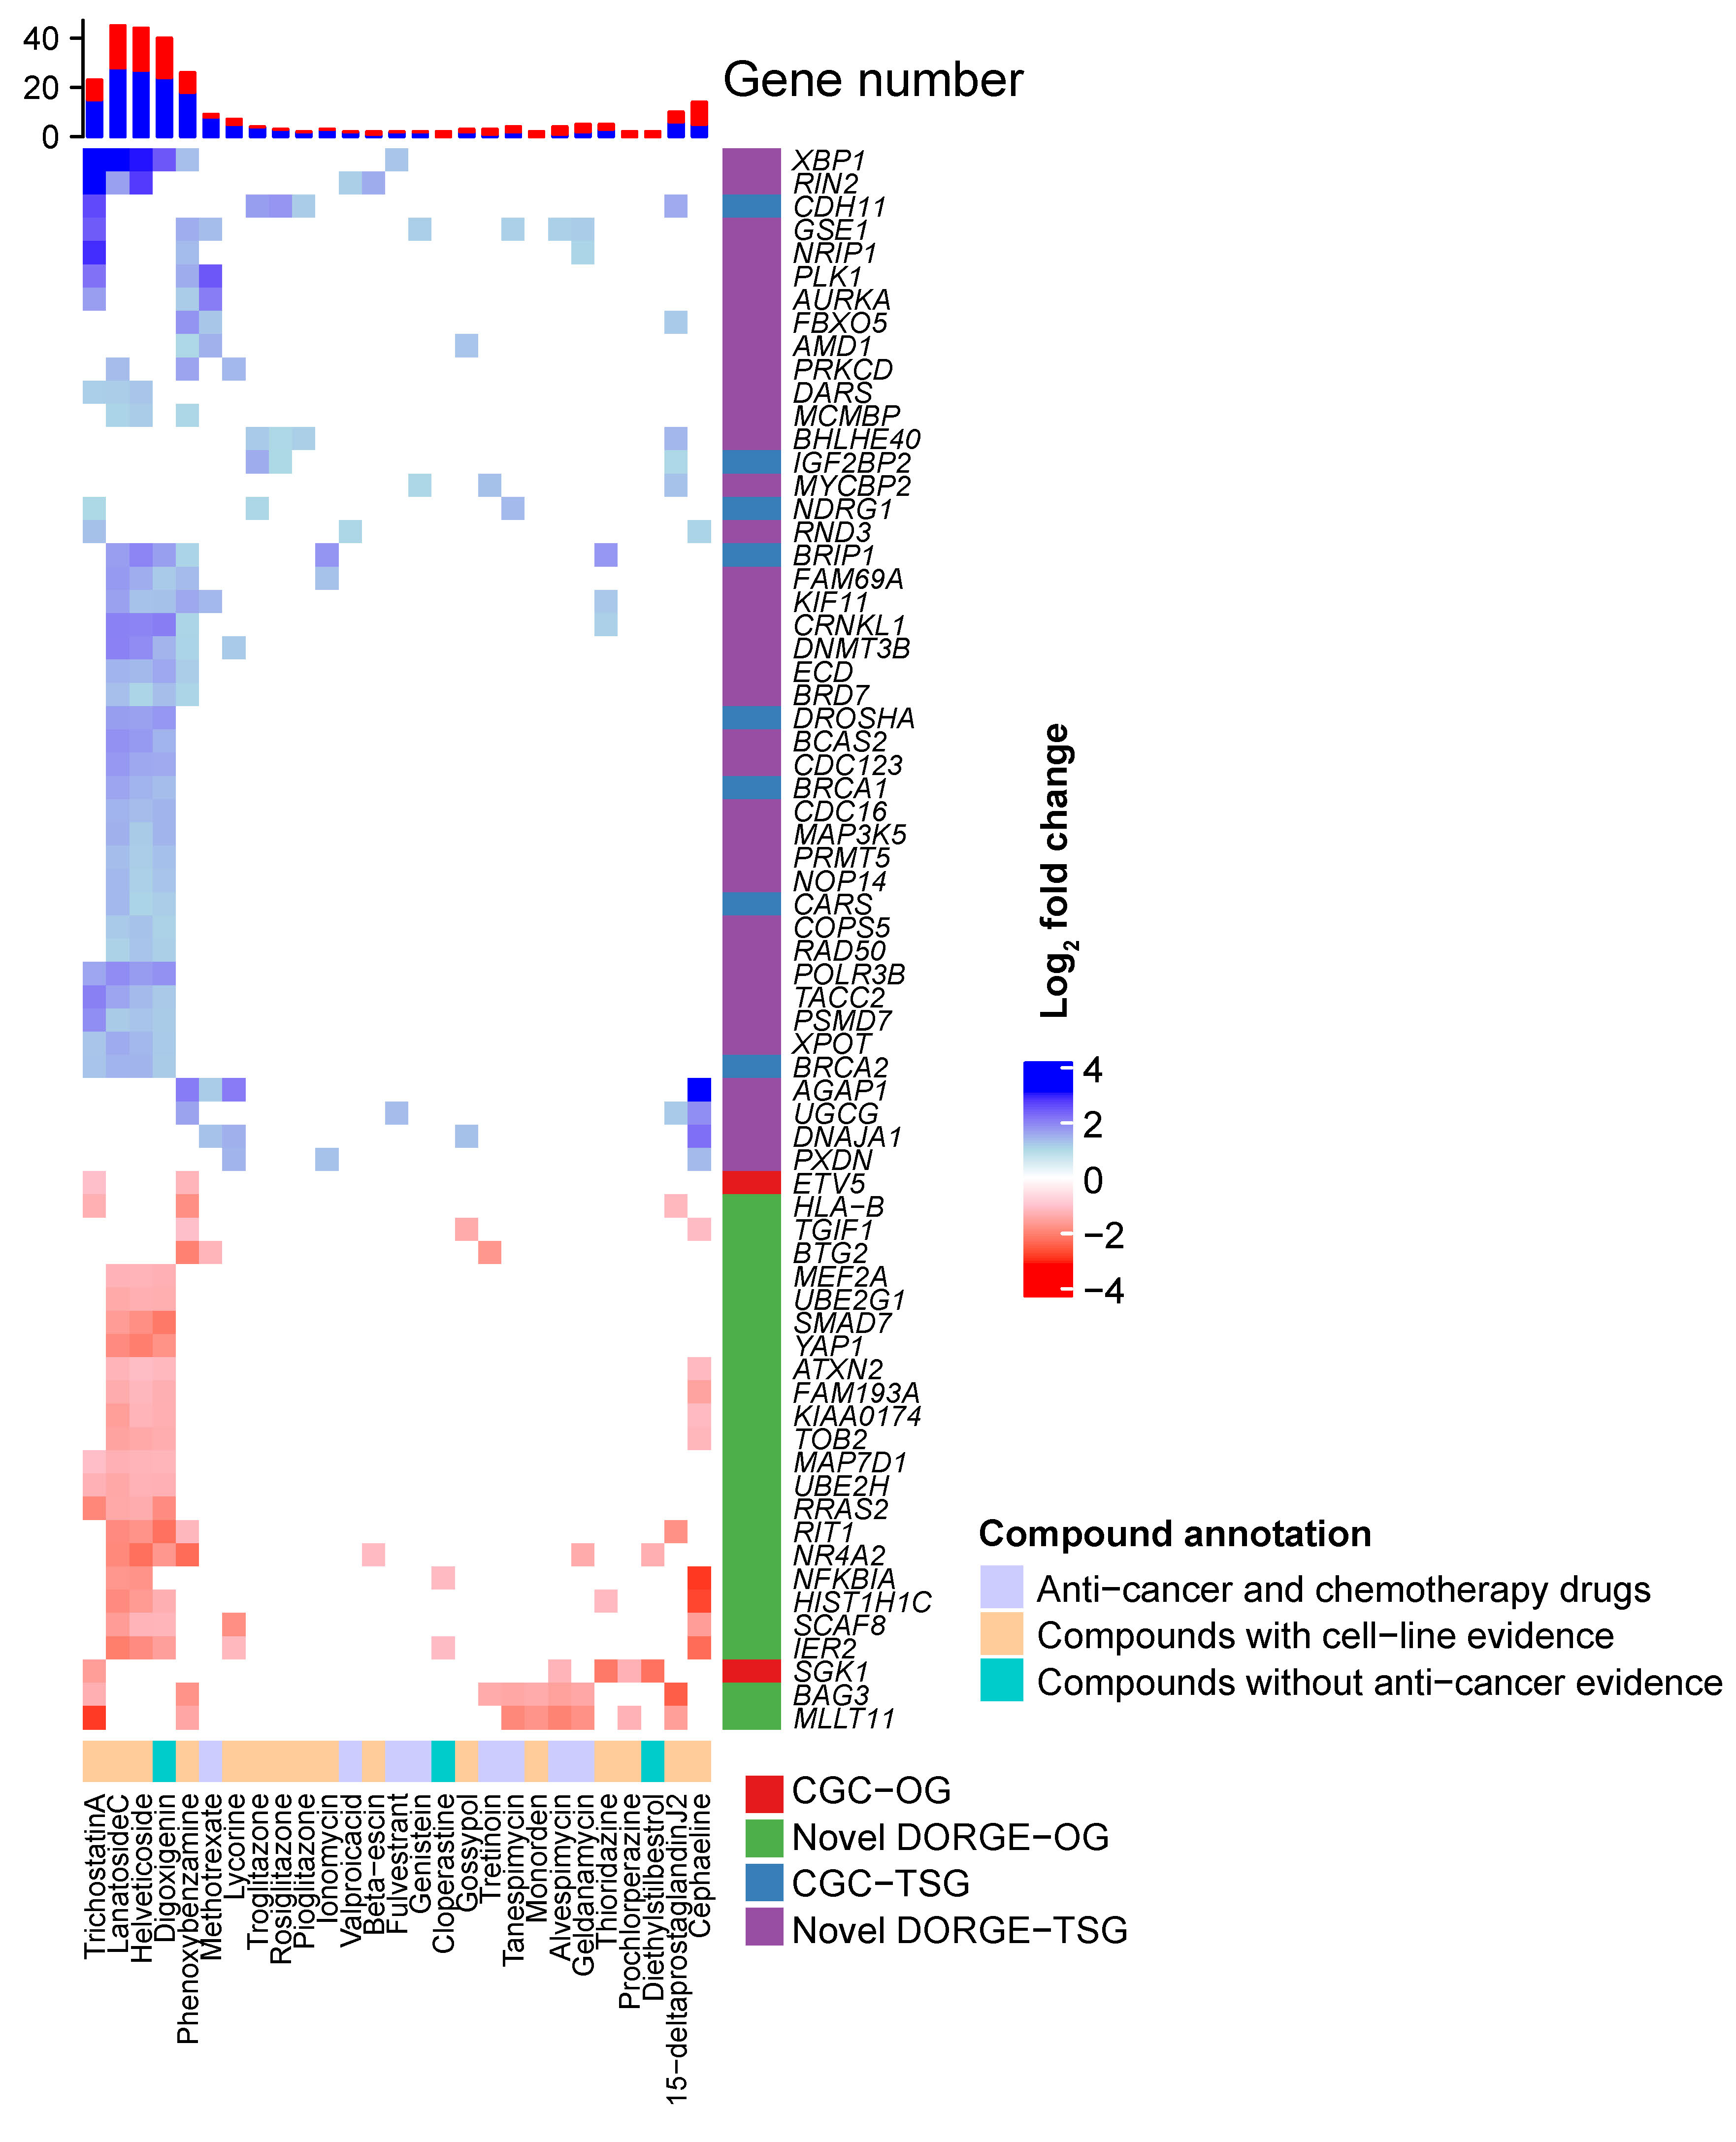 40
20
0
Gene number
XBP1
RIN2
CDH11
GSE1
NRIP1
PLK1
AURKA
FBXO5
AMD1
PRKCD
DARS
MCMBP
BHLHE40
IGF2BP2
MYCBP2
NDRG1
RND3
BRIP1
FAM69A
KIF11
CRNKL1
DNMT3B
ECD
BRD7
DROSHA
BCAS2
CDC123
BRCA1
CDC16
MAP3K5
PRMT5
NOP14
CARS
COPS5
RAD50
POLR3B
TACC2
PSMD7
XPOT
BRCA2
AGAP1
UGCG
DNAJA1
PXDN
ETV5
HLA−B
TGIF1
BTG2
MEF2A
UBE2G1
SMAD7
YAP1
ATXN2
FAM193A
KIAA0174
TOB2
MAP7D1
UBE2H
RRAS2
RIT1
NR4A2
NFKBIA
HIST1H1C
SCAF8
IER2
SGK1
BAG3
MLLT11
Log2 fold change
4
2
0
−2
−4
Compound annotation
Anti−cancer and chemotherapy drugs
Compounds with cell−line evidence
Compounds without anti−cancer evidence
CGC−OG
Novel DORGE−OG
CGC−TSG
Novel DORGE−TSG
TrichostatinA
LanatosideC
Helveticoside
Digoxigenin
Phenoxybenzamine
Methotrexate
Lycorine
Troglitazone
Rosiglitazone
Pioglitazone
Ionomycin
Valproicacid
Beta−escin
Fulvestrant
Genistein
Cloperastine
Gossypol
Tretinoin
Tanespimycin
Monorden
Alvespimycin
Geldanamycin
Thioridazine
Prochlorperazine
Diethylstilbestrol
15−deltaprostaglandinJ2
Cephaeline